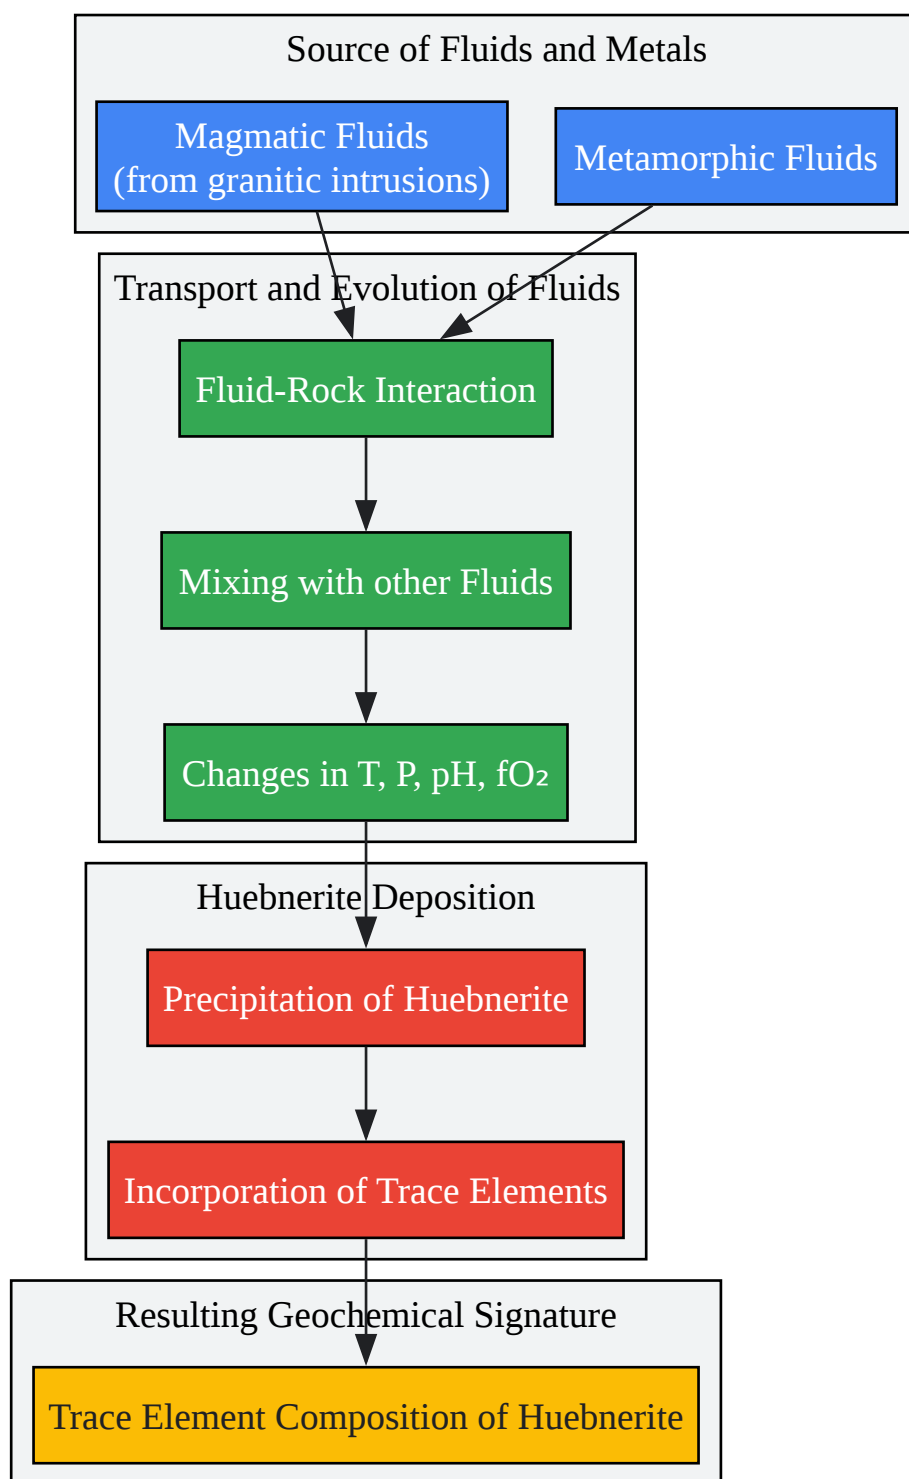 Source of Fluids and Metals
Magmatic Fluids
(from granitic intrusions)
Metamorphic Fluids
Transport and Evolution of Fluids
Fluid-Rock Interaction
Mixing with other Fluids
Changes in T, P, pH, fO₂
Huebnerite Deposition
Precipitation of Huebnerite
Incorporation of Trace Elements
Resulting Geochemical Signature
Trace Element Composition of Huebnerite